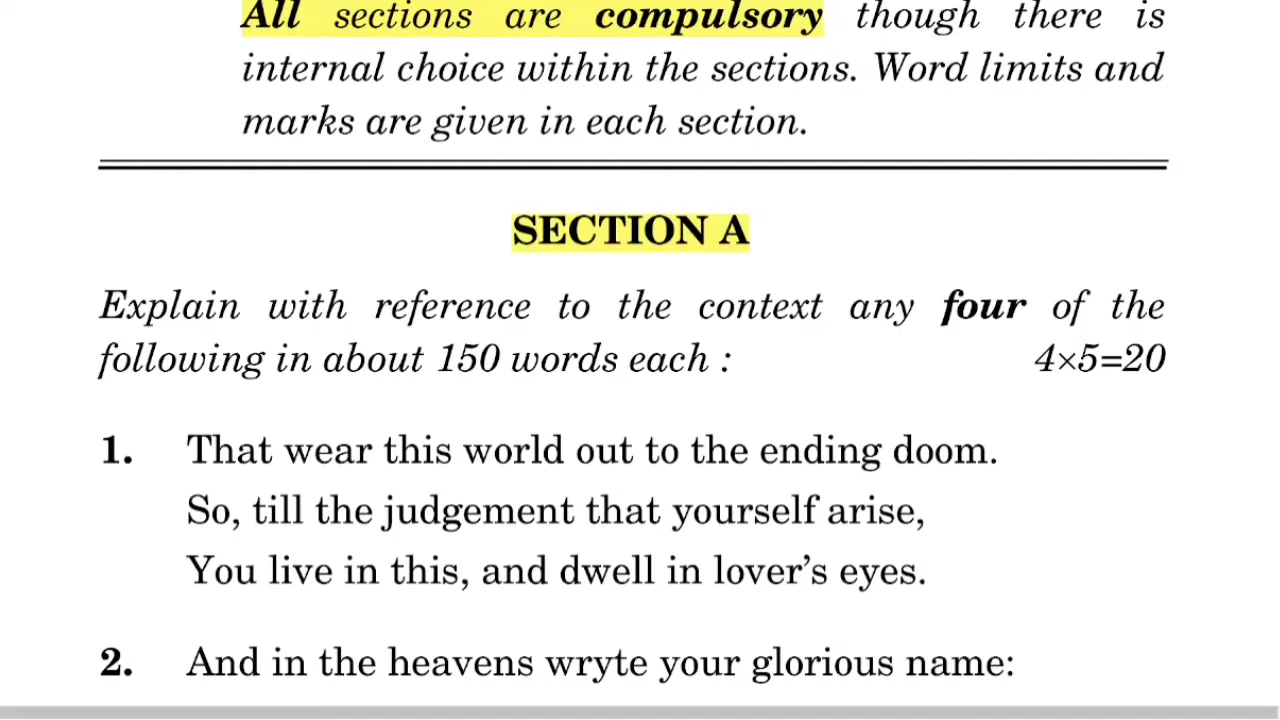 All sections are compulsory though there is
internal choice within the sections. Word limits and
marks are given in each section.
SECTION A
Explain with reference to the context any four of the
following in about 150 words each : 4×5=20
1. That wear this world out to the ending doom.
So, till the judgement that yourself arise,
You live in this, and dwell in lover's eyes.
2. And in the heavens wryte your glorious name: